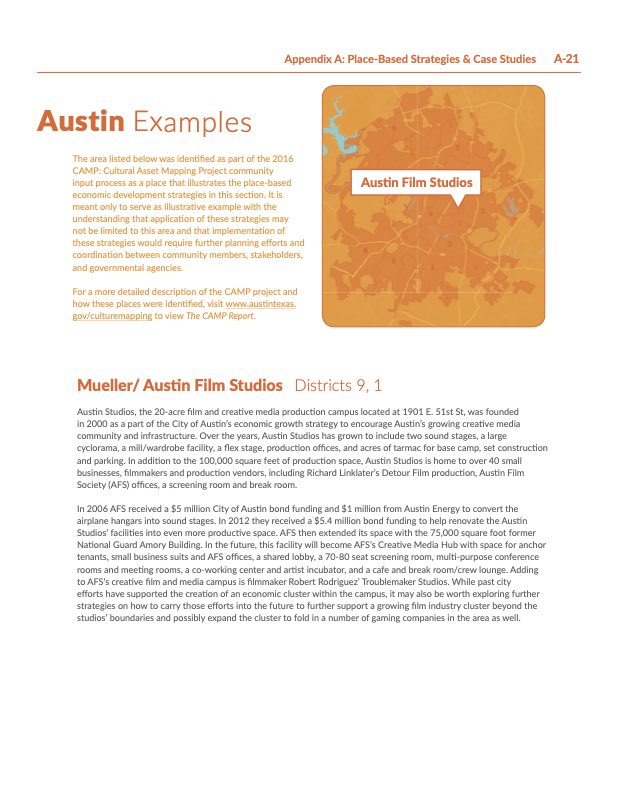 Appendix A: Place-Based Strategies & Case Studies A-21
Austin Examples
The area listed below was identified as part of the 2016
CAMP: Cultural Asset Mapping Project community
input process as a place that illustrates the place-based
economic development strategies in this section. It is
meant only to serve as illustrative example with the
understanding that application of these strategies may
not be limited to this area and that implementation of
these strategies would require further planning efforts and
coordination between community members, stakeholders,
and governmental agencies.
For a more detailed description of the CAMP project and
how these places were identified, visit www.austintexas.
gov/culturemapping to view The CAMP Report.
Austin Film Studios
Mueller/ Austin Film Studios Districts 9, 1
Austin Studios, the 20-acre film and creative media production campus located at 1901 E. 51st St, was founded
in 2000 as a part of the City of Austin's economic growth strategy to encourage Austin's growing creative media
community and infrastructure. Over the years, Austin Studios has grown to include two sound stages, a large
cyclorama, a mill/wardrobe facility, a flex stage, production offices, and acres of tarmac for base camp, set construction
and parking. In addition to the 100,000 square feet of production space, Austin Studios is home to over 40 small
businesses, filmmakers and production vendors, including Richard Linklater's Detour Film production, Austin Film
Society (AFS) offices, a screening room and break room.
In 2006 AFS received a $5 million City of Austin bond funding and $1 million from Austin Energy to convert the
airplane hangars into sound stages. In 2012 they received a $5.4 million bond funding to help renovate the Austin
Studios' facilities into even more productive space. AFS then extended its space with the 75,000 square foot former
National Guard Amory Building. In the future, this facility will become AFS's Creative Media Hub with space for anchor
tenants, small business suits and AFS offices, a shared lobby, a 70-80 seat screening room, multi-purpose conference
rooms and meeting rooms, a co-working center and artist incubator, and a cafe and break room/crew lounge. Adding
to AFS's creative film and media campus is filmmaker Robert Rodriguez' Troublemaker Studios. While past city
efforts have supported the creation of an economic cluster within the campus, it may also be worth exploring further
strategies on how to carry those efforts into the future to further support a growing film industry cluster beyond the
studios' boundaries and possibly expand the cluster to fold in a number of gaming companies in the area as well.